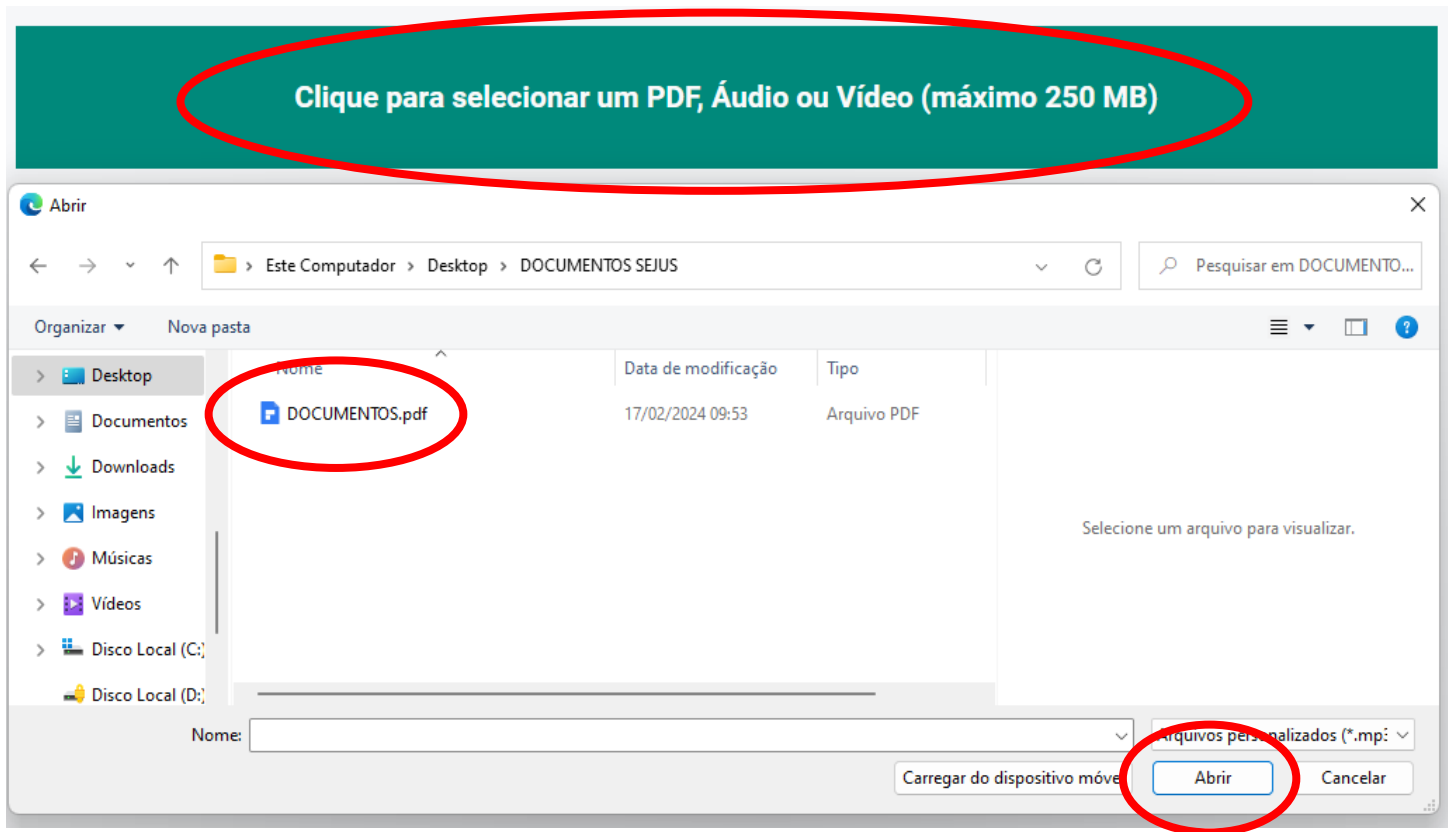 Clique para selecionar um PDF, Áudio ou Vídeo (máximo 250 MB)
Abrir
Este Computador > Desktop > DOCUMENTOS SEJUS
Pesquisar em DOCUMENTO...
Organizar
Nova pasta
Nome
Data de modificação
Tipo
Desktop
DOCUMENTOS.pdf
17/02/2024 09:53
Arquivo PDF
Documentos
Downloads
Imagens
Músicas
Vídeos
Disco Local (C:)
Disco Local (D:)
Selecione um arquivo para visualizar.
Nome:
Arquivos personalizados (*.mp3
Carregar do dispositivo móvel
Abrir
Cancelar